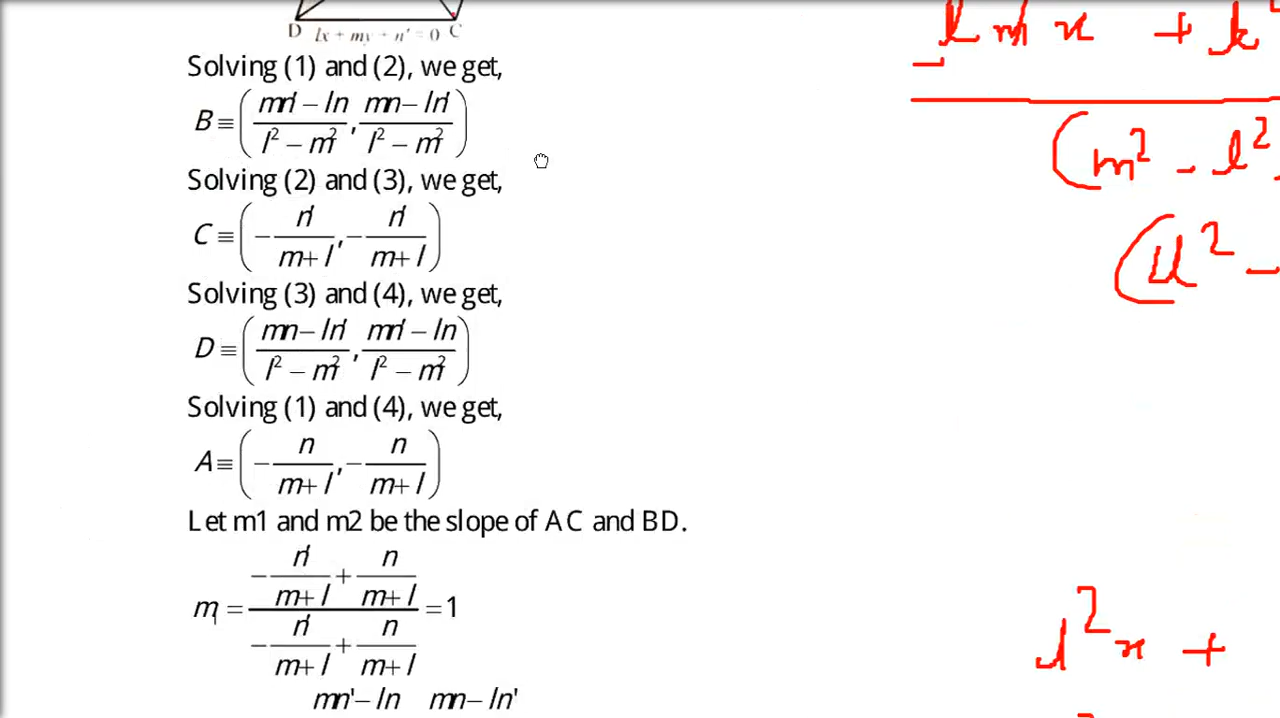 D lx + my + n' = 0 C
Solving (1) and (2), we get,
B ≡ ( (mn' – ln)/(l² – m²), (mn – ln')/(l² – m²) )
Solving (2) and (3), we get,
C ≡ ( – n'/(m + l), – n'/(m + l) )
Solving (3) and (4), we get,
D ≡ ( (mn – ln')/(l² – m²), (mn' – ln)/(l² – m²) )
Solving (1) and (4), we get,
A ≡ ( – n/(m + l), – n/(m + l) )
Let m1 and m2 be the slope of AC and BD.
m₁ = ( – n'/(m + l) + n/(m + l) ) / ( – n'/(m + l) + n/(m + l) ) = 1
mn' – ln mn – ln'
l m x + k²
(m² - l²)
(l² -
l² x +